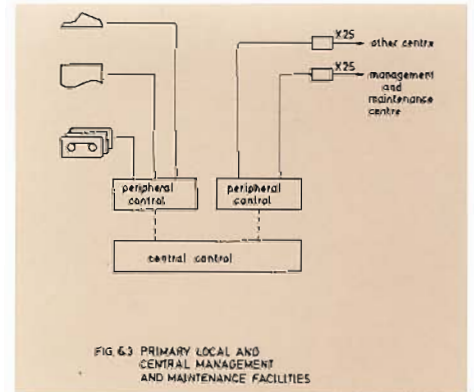 X25
other centre
X25
management
and
maintenance
centre
peripheral
control
peripheral
control
central control
FIG. 6.3 PRIMARY LOCAL AND
CENTRAL MANAGEMENT
AND MAINTENANCE FACILITIES